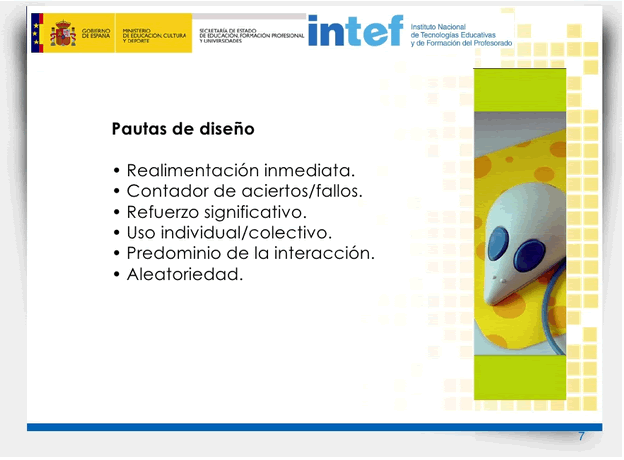 GOBIERNO
DE ESPAÑA
MINISTERIO
DE EDUCACIÓN, CULTURA
Y DEPORTE
SECRETARÍA DE ESTADO
DE EDUCACIÓN, FORMACIÓN PROFESIONAL
Y UNIVERSIDADES
intef
Instituto Nacional
de Tecnologías Educativas
y de Formación del Profesorado
Pautas de diseño
• Realimentación inmediata.
• Contador de aciertos/fallos.
• Refuerzo significativo.
• Uso individual/colectivo.
• Predominio de la interacción.
• Aleatoriedad.
7